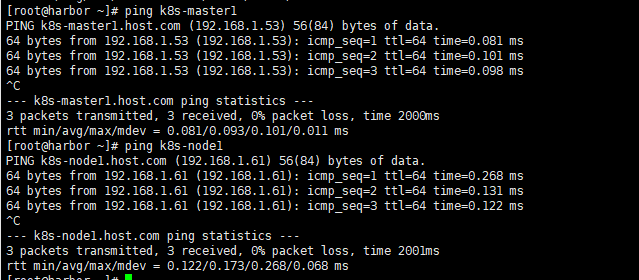 [root@harbor ~]# ping k8s-master1
PING k8s-master1.host.com (192.168.1.53) 56(84) bytes of data.
64 bytes from 192.168.1.53 (192.168.1.53): icmp_seq=1 ttl=64 time=0.081 ms
64 bytes from 192.168.1.53 (192.168.1.53): icmp_seq=2 ttl=64 time=0.101 ms
64 bytes from 192.168.1.53 (192.168.1.53): icmp_seq=3 ttl=64 time=0.098 ms
^C
--- k8s-master1.host.com ping statistics ---
3 packets transmitted, 3 received, 0% packet loss, time 2000ms
rtt min/avg/max/mdev = 0.081/0.093/0.101/0.011 ms
[root@harbor ~]# ping k8s-node1
PING k8s-node1.host.com (192.168.1.61) 56(84) bytes of data.
64 bytes from 192.168.1.61 (192.168.1.61): icmp_seq=1 ttl=64 time=0.268 ms
64 bytes from 192.168.1.61 (192.168.1.61): icmp_seq=2 ttl=64 time=0.131 ms
64 bytes from 192.168.1.61 (192.168.1.61): icmp_seq=3 ttl=64 time=0.122 ms
^C
--- k8s-node1.host.com ping statistics ---
3 packets transmitted, 3 received, 0% packet loss, time 2001ms
rtt min/avg/max/mdev = 0.122/0.173/0.268/0.068 ms
[root@harbor ~]#